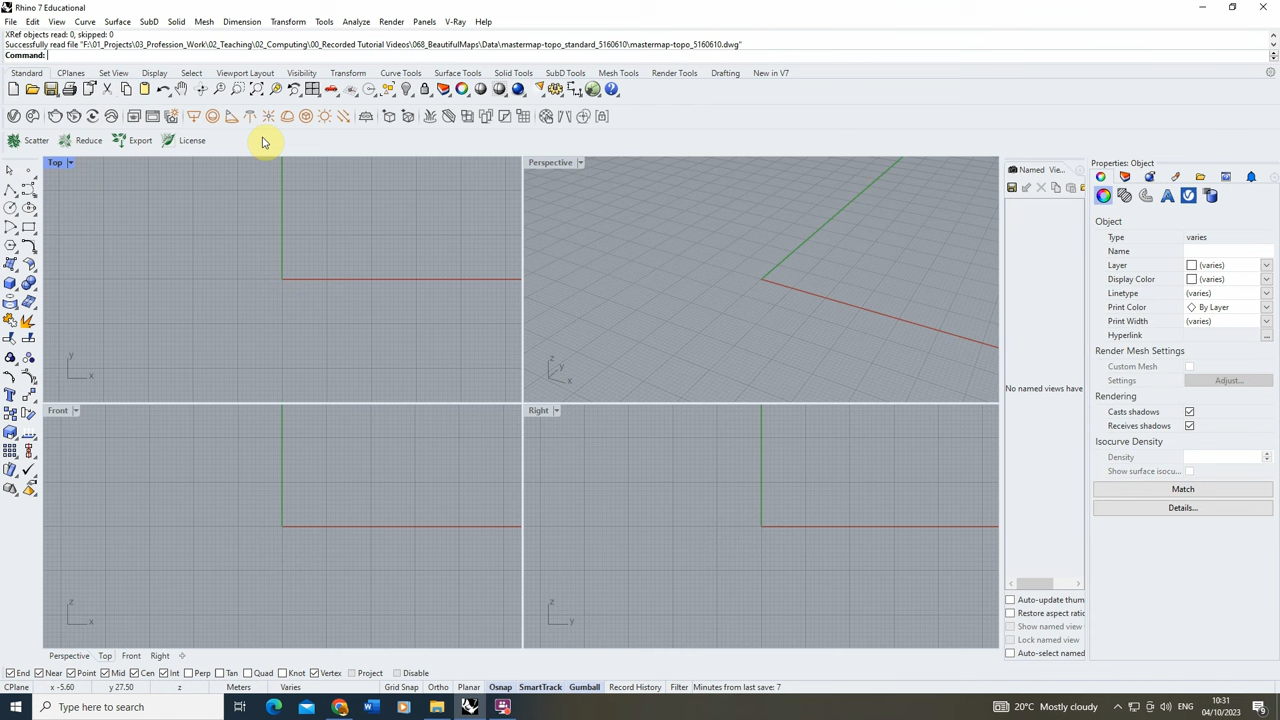 Rhino 7 Educational
File Edit View Curve Surface SubD Solid Mesh Dimension Transform Tools Analyze Render Panels V-Ray Help
XRef objects read: 0, skipped: 0
Successfully read file "F:\01_Projects\03_Profession_Work\02_Teaching\02_Computing\00_Recorded Tutorial Videos\068_BeautifulMaps\Data\mastermap-topo_standard_5160610\mastermap-topo_5160610.dwg"
Command:
Standard CPlanes Set View Display Select Viewport Layout Visibility Transform Curve Tools Surface Tools Solid Tools SubD Tools Mesh Tools Render Tools Drafting New in V7
Scatter Reduce Export License
Top
Perspective
Named Vie...
Properties: Object
Object
Type varies
Name
Layer (varies)
Display Color (varies)
Linetype (varies)
Print Color By Layer
Print Width (varies)
Hyperlink ...
Render Mesh Settings
Custom Mesh
Settings Adjust...
Rendering
Casts shadows
Receives shadows
Isocurve Density
Density
Show surface isocu...
Match
Details...
No named views have
y
x
z
y
x
Front
Right
z
x
z
y
Auto-update thum
Restore aspect ratio
Show named view
Lock named view
Auto-select named
Perspective Top Front Right
End Near Point Mid Cen Int Perp Tan Quad Knot Vertex Project Disable
CPlane x -5.60 y 27.50 z Meters Varies Grid Snap Ortho Planar Osnap SmartTrack Gumball Record History Filter Minutes from last save: 7
Type here to search
20°C Mostly cloudy
10:31
04/10/2023